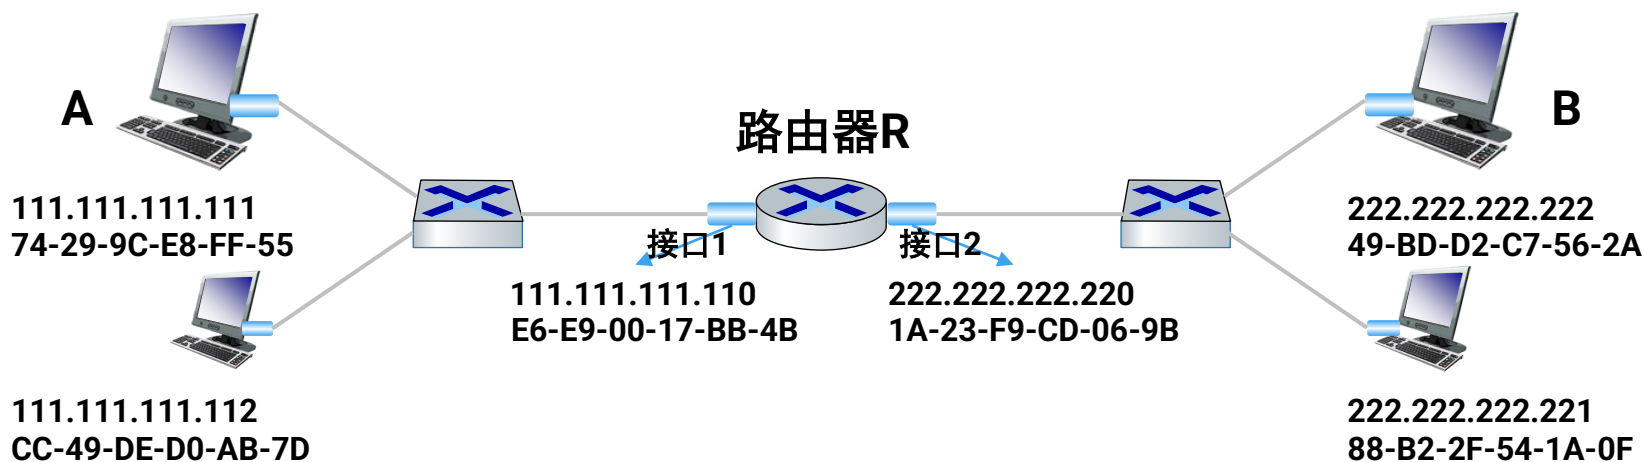 A
111.111.111.111
74-29-9C-E8-FF-55
111.111.111.112
CC-49-DE-D0-AB-7D
路由器R
接口1
111.111.111.110
E6-E9-00-17-BB-4B
接口2
222.222.222.220
1A-23-F9-CD-06-9B
B
222.222.222.222
49-BD-D2-C7-56-2A
222.222.222.221
88-B2-2F-54-1A-0F